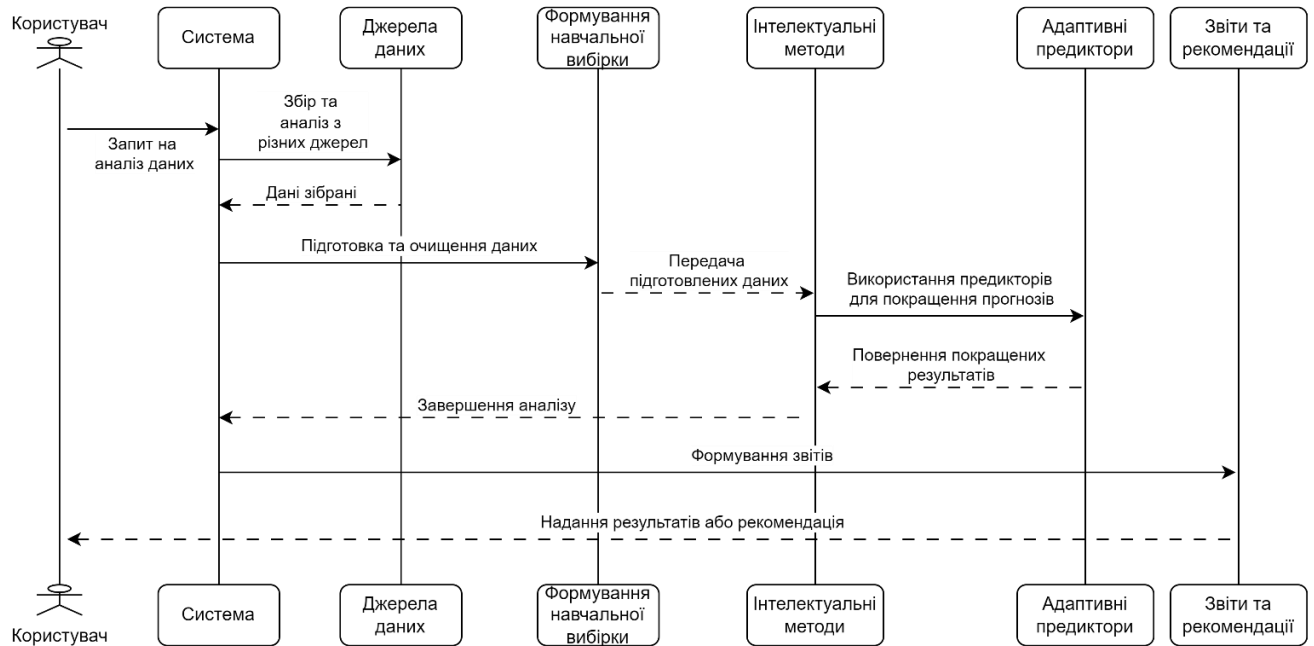 Користувач
Система
Джерела
даних
Формування
навчальної
вибірки
Інтелектуальні
методи
Адаптивні
предиктори
Звіти та
рекомендації
Збір та
аналіз з
різних джерел
Запит на
аналіз даних
Дані зібрані
Підготовка та очищення даних
Передача
підготовлених даних
Використання предикторів
для покращення прогнозів
Повернення покращених
результатів
Завершення аналізу
Формування звітів
Надання результатів або рекомендація
Користувач
Система
Джерела
даних
Формування
навчальної
вибірки
Інтелектуальні
методи
Адаптивні
предиктори
Звіти та
рекомендації